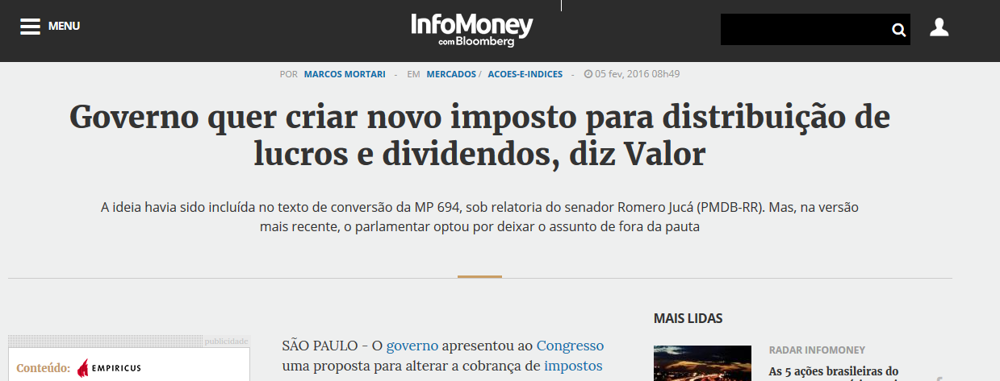 MENU
InfoMoney
com Bloomberg
POR MARCOS MORTARI - EM MERCADOS / ACOES-E-INDICES - 05 fev, 2016 08h49
Governo quer criar novo imposto para distribuição de
lucros e dividendos, diz Valor
A ideia havia sido incluída no texto de conversão da MP 694, sob relatoria do senador Romero Jucá (PMDB-RR). Mas, na versão
mais recente, o parlamentar optou por deixar o assunto de fora da pauta
publicidade
Conteúdo: EMPIRICUS
SÃO PAULO - O governo apresentou ao Congresso
uma proposta para alterar a cobrança de impostos
MAIS LIDAS
RADAR INFOMONEY
As 5 ações brasileiras do